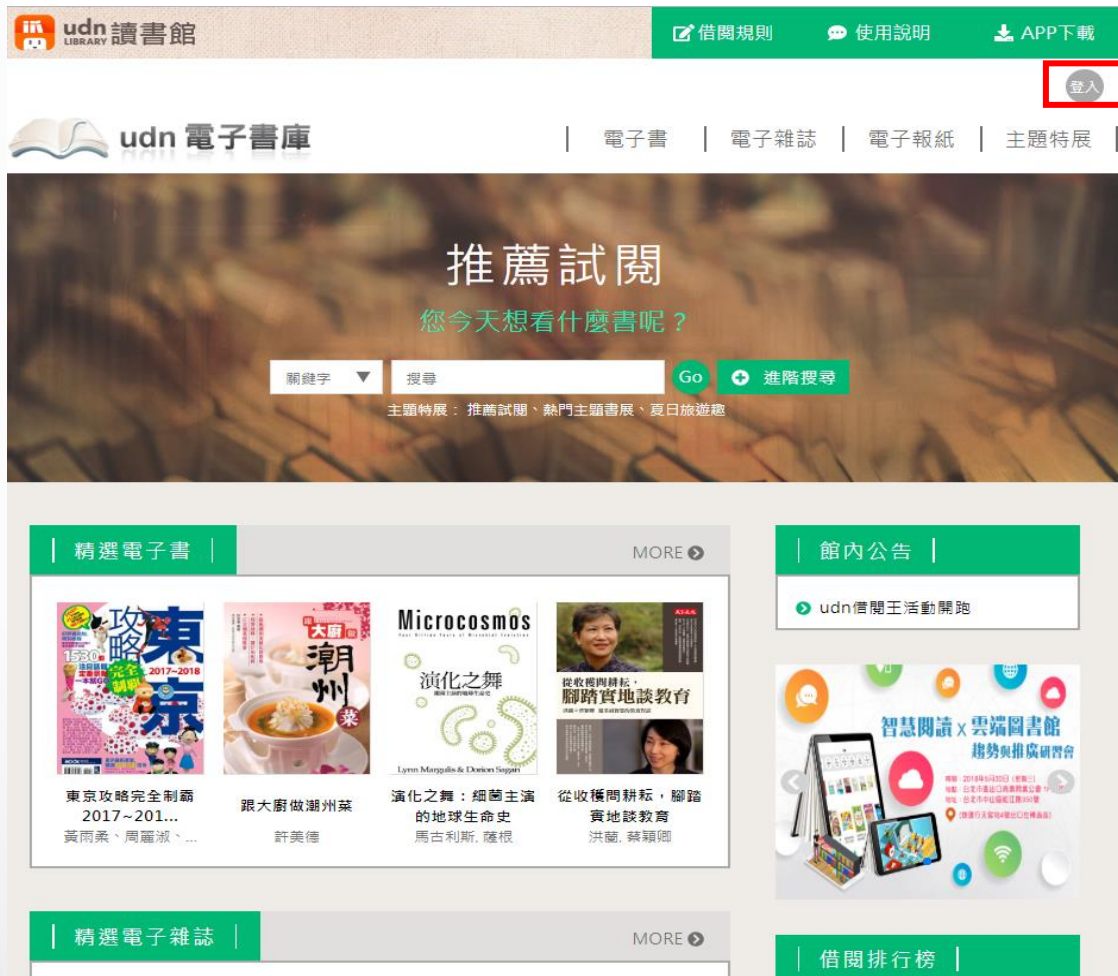 udn LIBRARY 讀書館
借閱規則
使用說明
APP下載
登入
udn 電子書庫
電子書
電子雜誌
電子報紙
主題特展
推薦試閱
您今天想看什麼書呢？
關鍵字
搜尋
Go
進階搜尋
主題特展： 推薦試閱、熱門主題書展、夏日旅遊趣
精選電子書
MORE
攻略
東京
1530
2017~2018
完全制霸
大廚
潮州
菜
Microcosmos
演化之舞
Lynn Margulis & Dorion Sagan
從收穫問耕耘，
腳踏實地談教育
東京攻略完全制霸
2017~201...
黃雨柔、周麗淑、...
跟大廚做潮州菜
許美德
演化之舞：細菌主演
的地球生命史
馬古利斯, 薩根
從收穫問耕耘，腳踏
實地談教育
洪蘭, 蔡穎卿
館內公告
udn借閱王活動開跑
智慧閱讀 x 雲端圖書館
趨勢與推廣研習會
精選電子雜誌
MORE
借閱排行榜